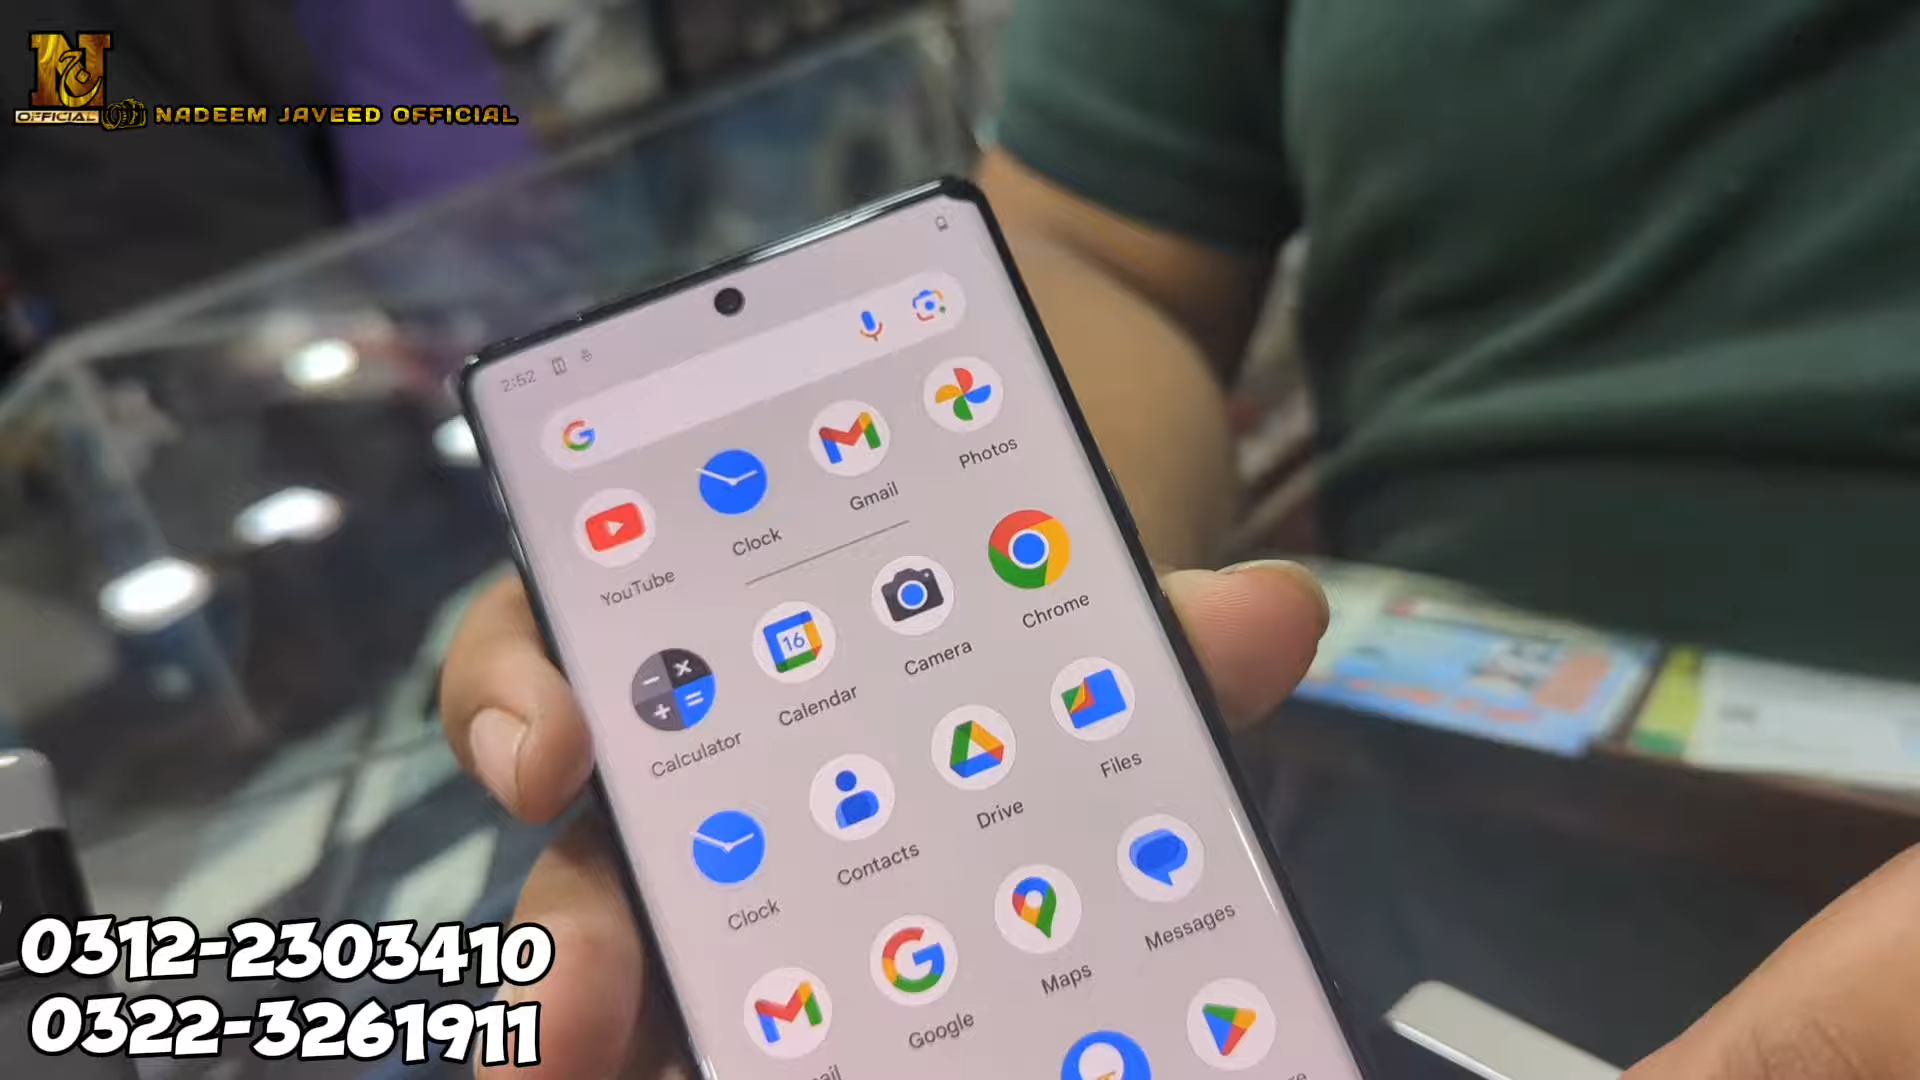 OFFICIAL
NADEEM JAVEED OFFICIAL
2:52
Photos
Gmail
Clock
YouTube
Chrome
Camera
16
Calendar
Calculator
Files
Drive
Contacts
Clock
Messages
Maps
Google
0312-2303410
0322-3261911